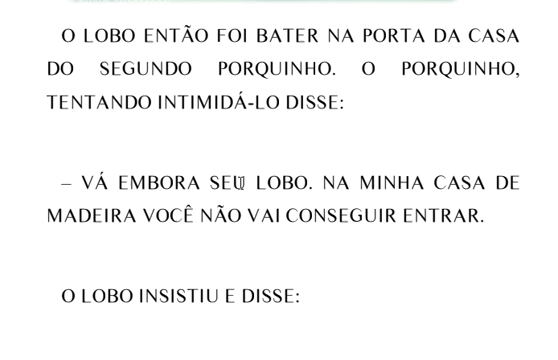 O LOBO ENTÃO FOI BATER NA PORTA DA CASA
DO SEGUNDO PORQUINHO. O PORQUINHO,
TENTANDO INTIMIDÁ-LO DISSE:
– VÁ EMBORA SEU LOBO. NA MINHA CASA DE
MADEIRA VOCÊ NÃO VAI CONSEGUIR ENTRAR.
O LOBO INSISTIU E DISSE: